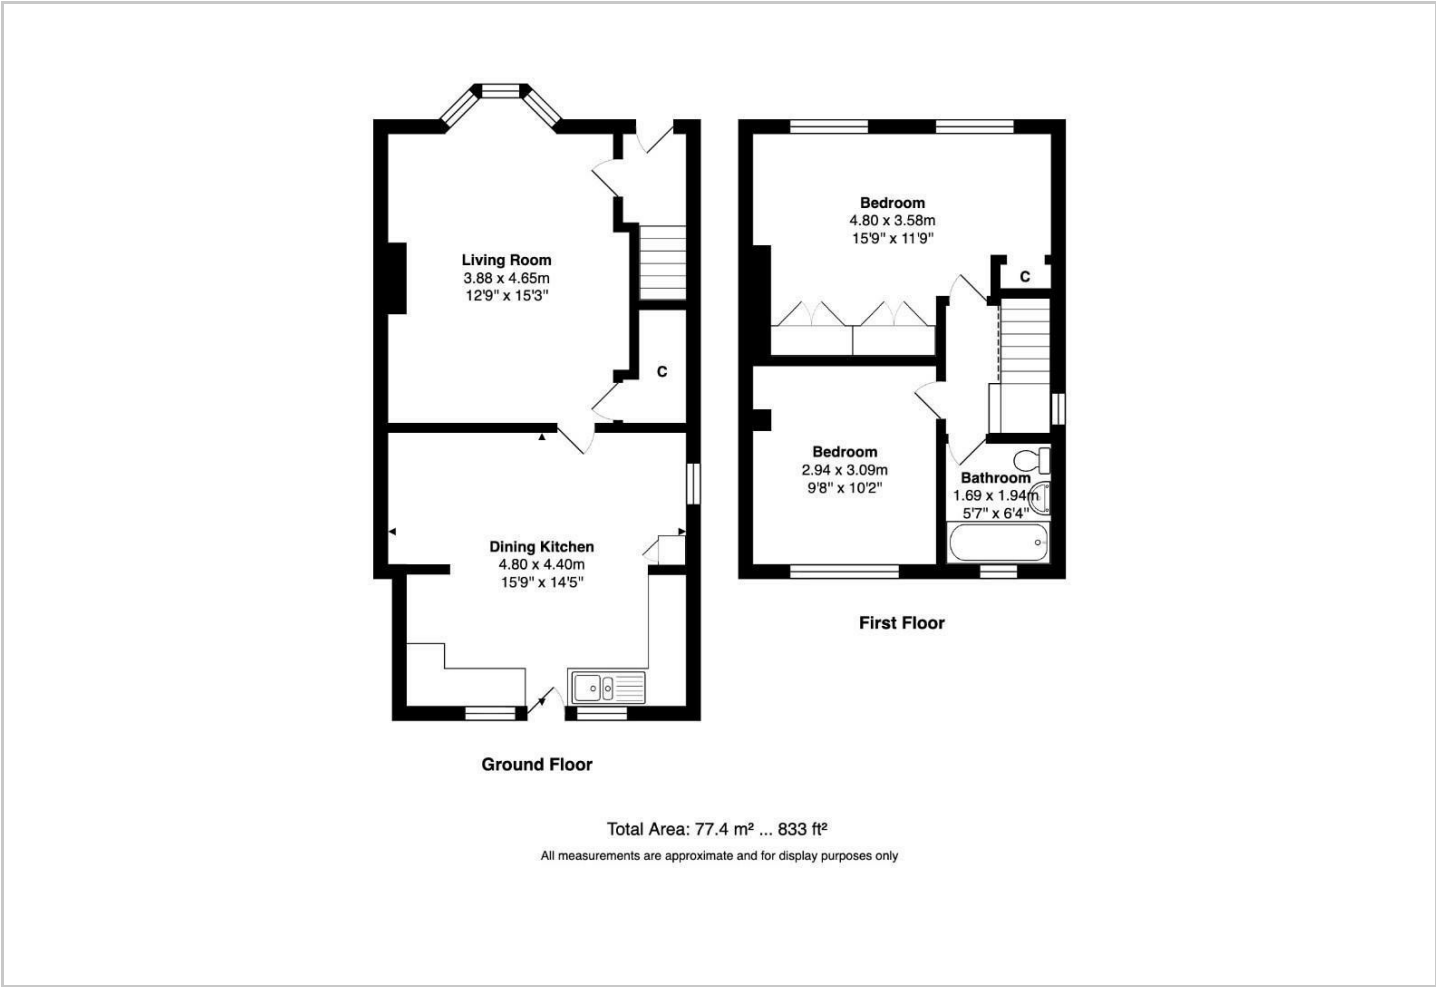 Living Room
3.88 x 4.65m
12'9" x 15'3"
C
Dining Kitchen
4.80 x 4.40m
15'9" x 14'5"
Ground Floor
Bedroom
4.80 x 3.58m
15'9" x 11'9"
C
Bedroom
2.94 x 3.09m
9'8" x 10'2"
Bathroom
1.69 x 1.94m
5'7" x 6'4"
First Floor
Total Area: 77.4 m² ... 833 ft²
All measurements are approximate and for display purposes only